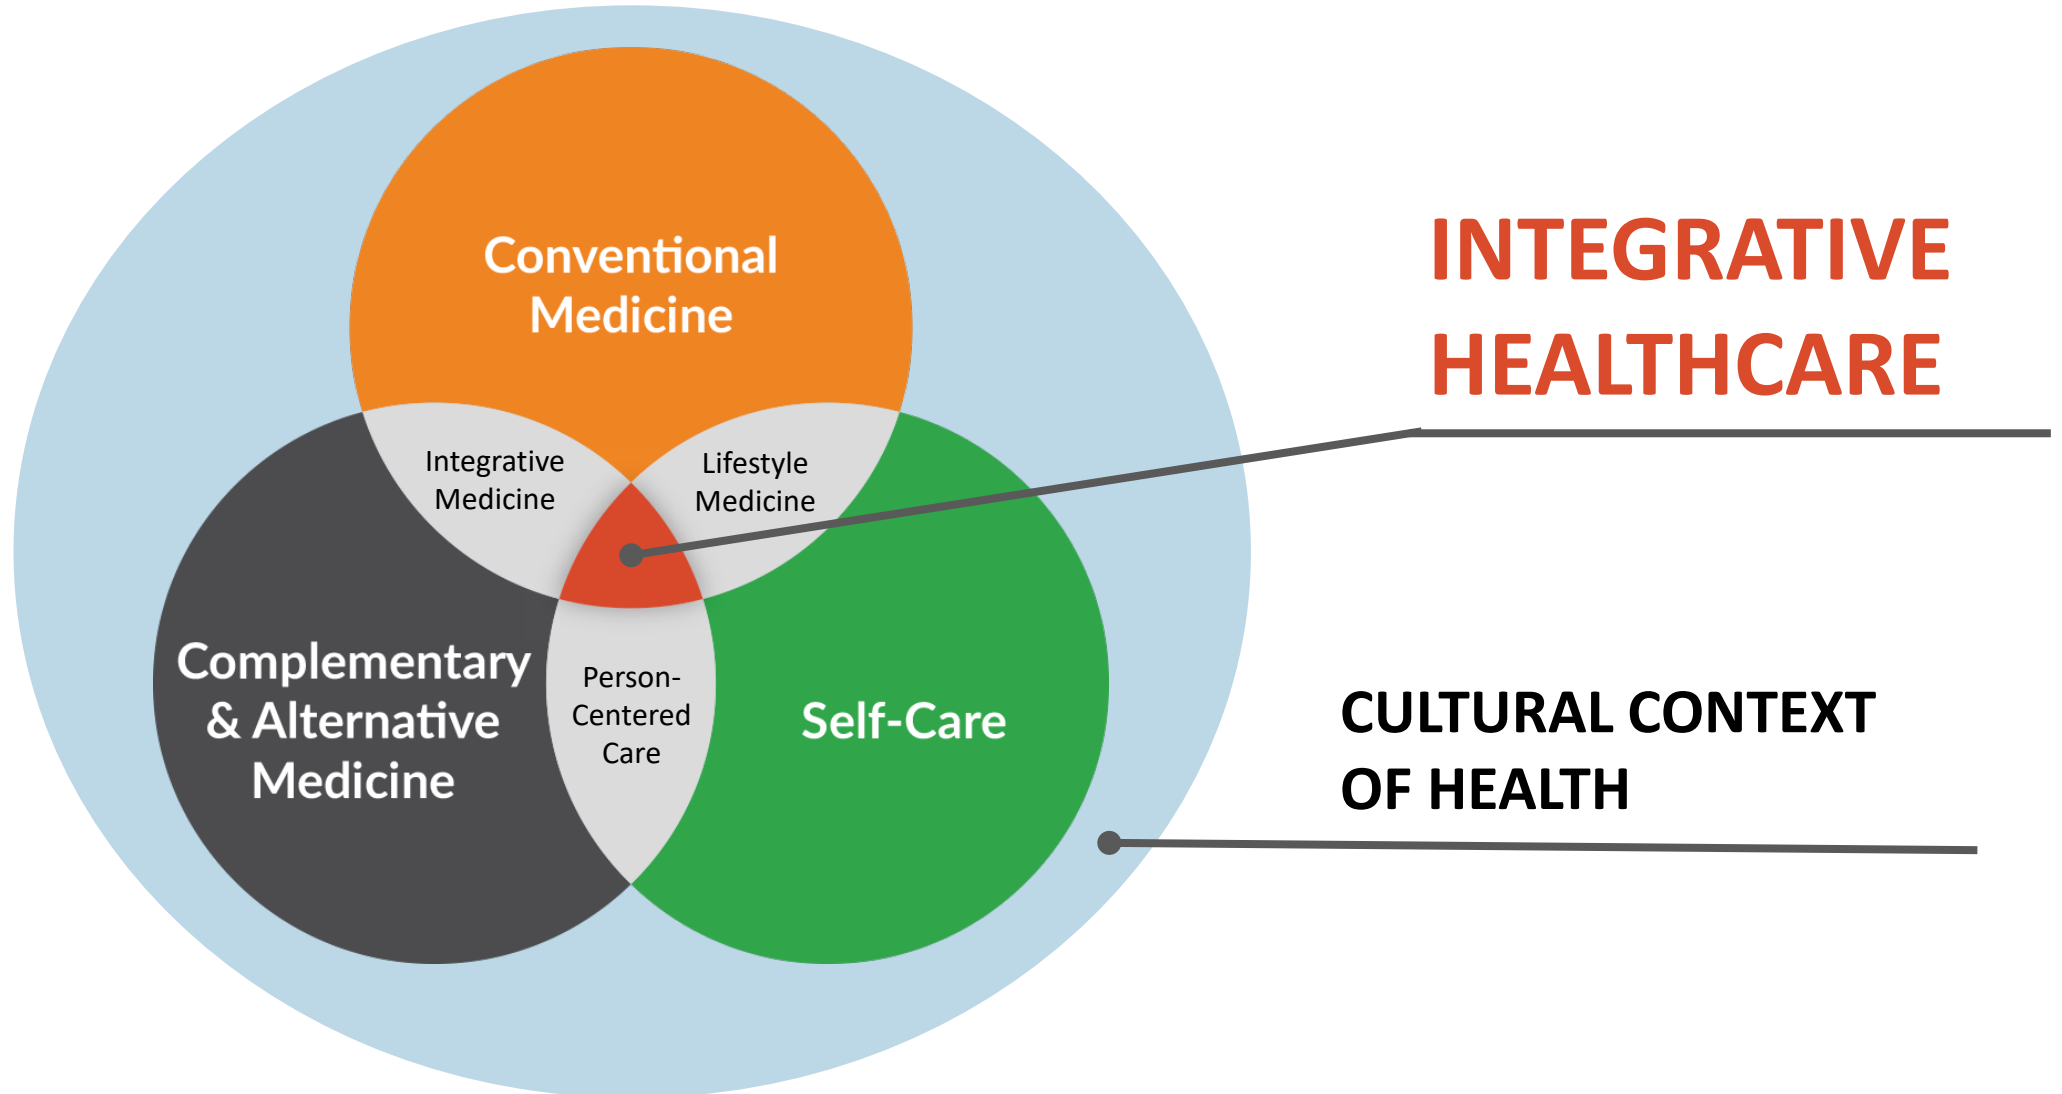 Conventional
Medicine
INTEGRATIVE
HEALTHCARE
Integrative
Medicine
Lifestyle
Medicine
Complementary
& Alternative
Medicine
Person-
Centered
Care
Self-Care
CULTURAL CONTEXT
OF HEALTH